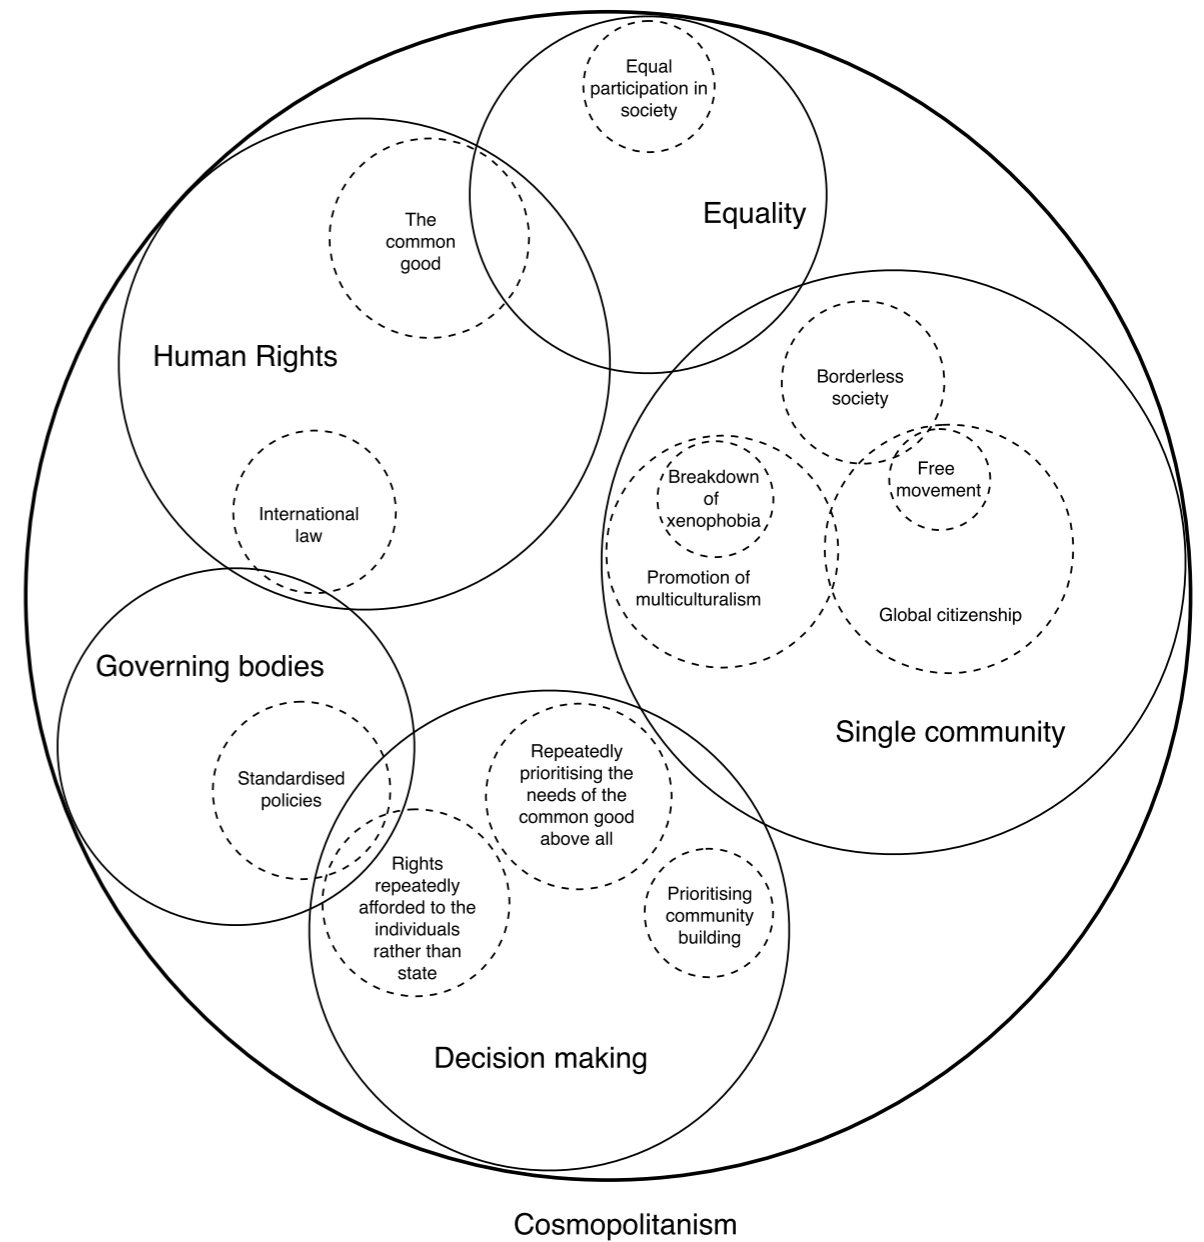 Equal
participation in
society
Equality
The
common
good
Human Rights
International
law
Borderless
society
Free
movement
Breakdown
of
xenophobia
Promotion of
multiculturalism
Global citizenship
Single community
Governing bodies
Standardised
policies
Repeatedly
prioritising the
needs of the
common good
above all
Rights
repeatedly
afforded to the
individuals
rather than
state
Prioritising
community
building
Decision making
Cosmopolitanism